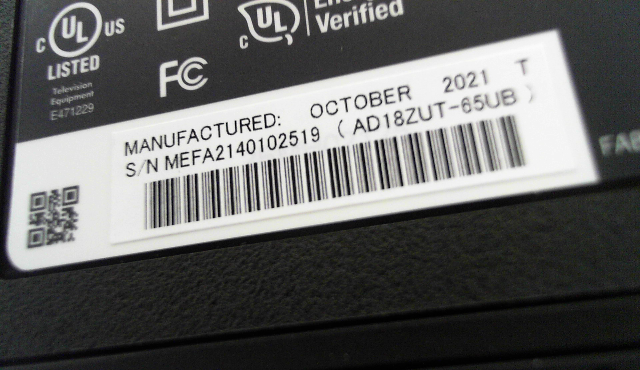 c UL US
LISTED
Television
Equipment
E471229
c UL
Verified
FC
MANUFACTURED: OCTOBER 2021 T
S/N MEFA2140102519 ( AD18ZUT-65UB )